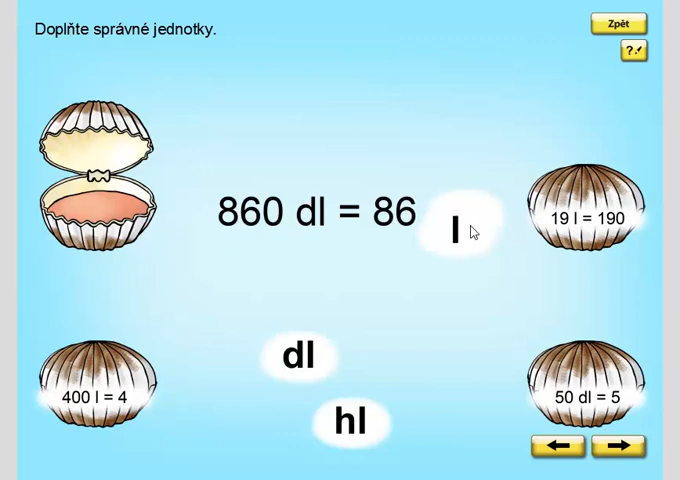 Doplňte správné jednotky.
Zpět
?
860 dl = 86 l
19 l = 190
dl
400 l = 4
50 dl = 5
hl